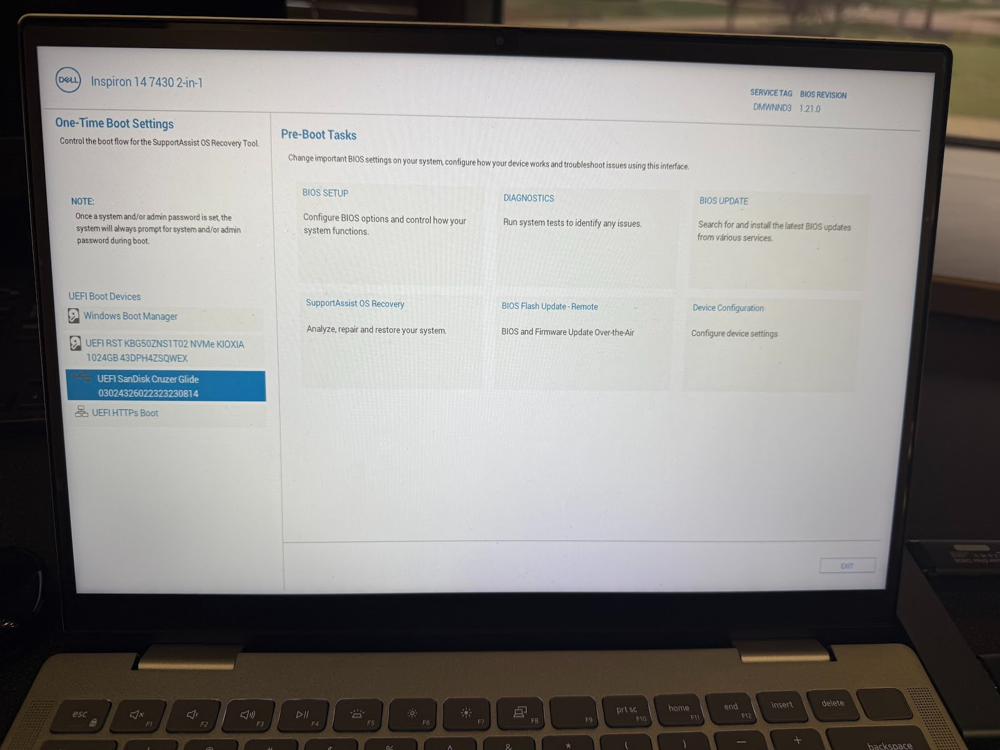 DELL
Inspiron 14 7430 2-in-1
SERVICE TAG BIOS REVISION
DMWNND3 1.21.0
One-Time Boot Settings
Control the boot flow for the SupportAssist OS Recovery Tool.
NOTE:
Once a system and/or admin password is set, the
system will always prompt for system and/or admin
password during boot.
UEFI Boot Devices
Windows Boot Manager
UEFI RST KBG50ZNS1T02 NVMe KIOXIA
1024GB 43DPH4ZSQWEX
UEFI SanDisk Cruzer Glide
03024326022323230814
UEFI HTTPs Boot
Pre-Boot Tasks
Change important BIOS settings on your system, configure how your device works and troubleshoot issues using this interface.
BIOS SETUP
Configure BIOS options and control how your
system functions.
DIAGNOSTICS
Run system tests to identify any issues.
BIOS UPDATE
Search for and install the latest BIOS updates
from various services.
SupportAssist OS Recovery
Analyze, repair and restore your system.
BIOS Flash Update - Remote
BIOS and Firmware Update Over-the-Air
Device Configuration
Configure device settings
EXIT
esc F1 F2 F3 F4 F5 F6 F7 F8 F9 prt sc F10 home F11 end F12 insert delete
% ^ & * ( ) — + backspace